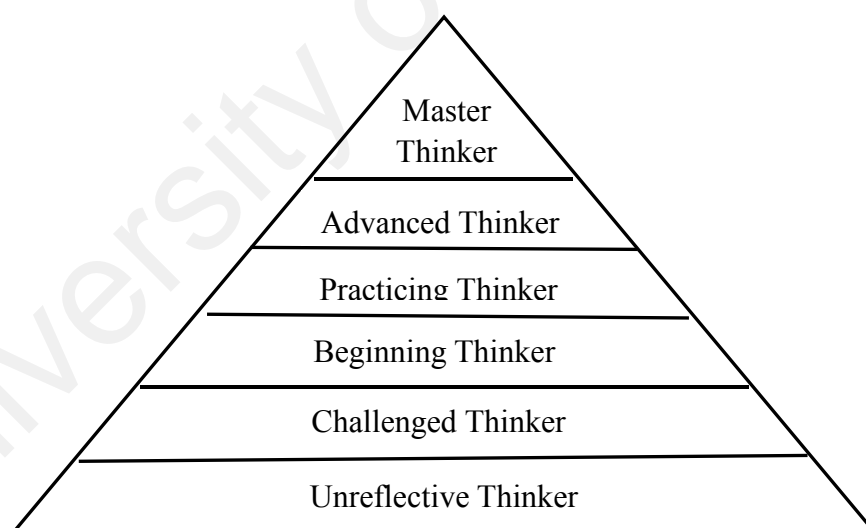 Master
Thinker
Advanced Thinker
Practicing Thinker
Beginning Thinker
Challenged Thinker
Unreflective Thinker